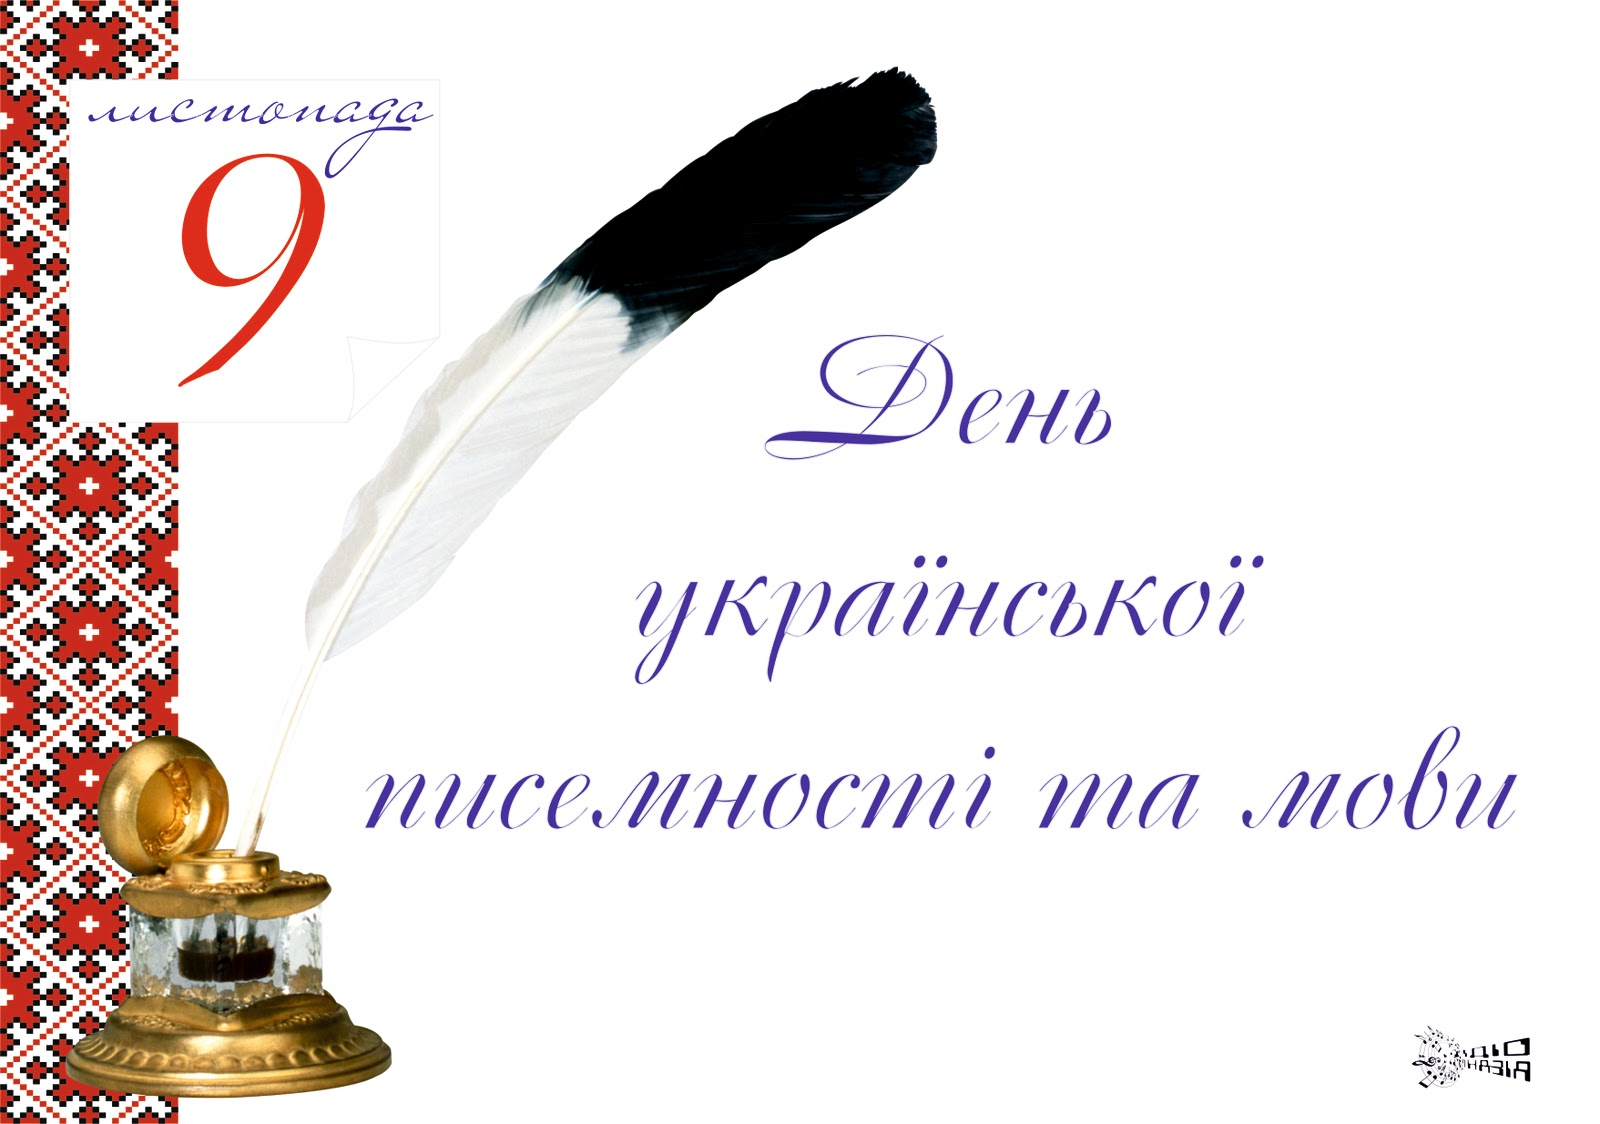 листопада
9
День
української
писемності та мови